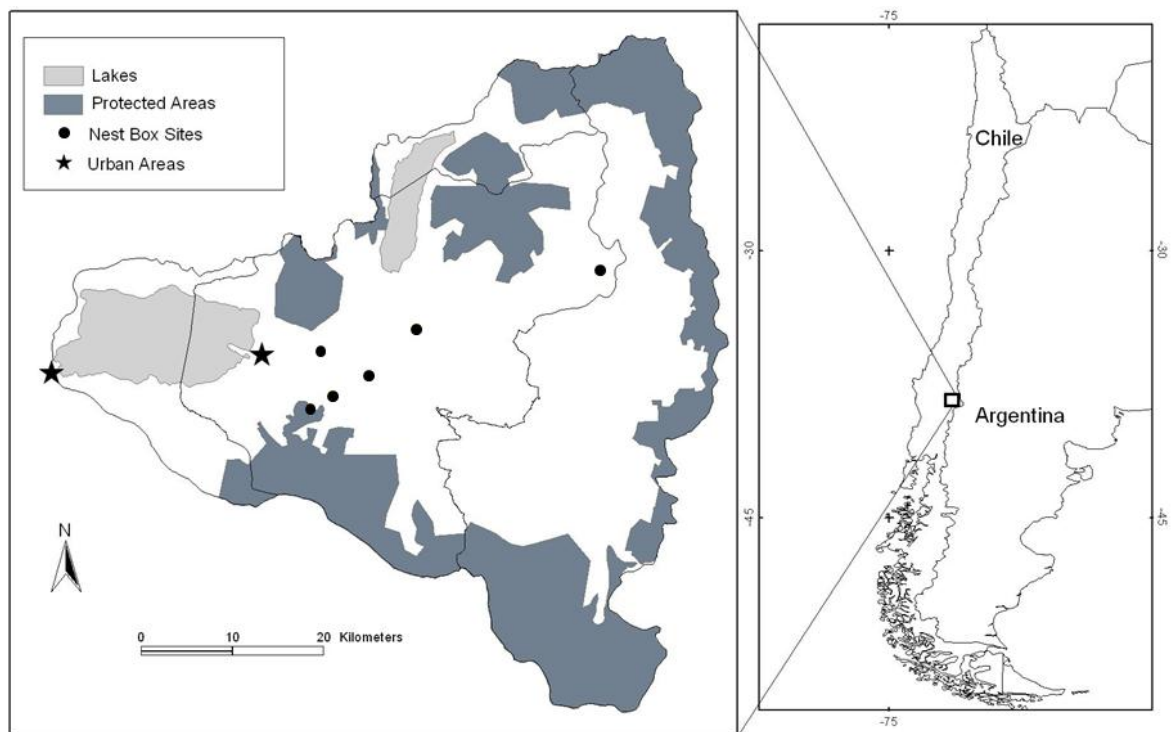 Lakes
Protected Areas
Nest Box Sites
Urban Areas
N
0 10 20 Kilometers
-75
Chile
-30
-30
Argentina
-45
-45
-75